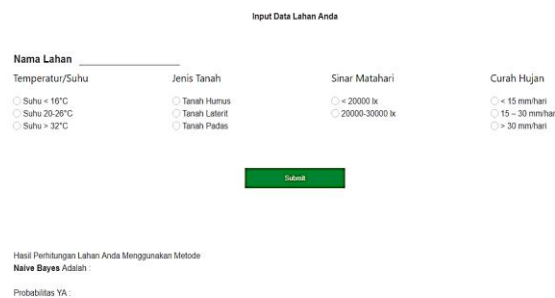 Input Data Lahan Anda
Nama Lahan
Temperatur/Suhu
Suhu < 16°C
Suhu 20-26°C
Suhu > 32°C
Jenis Tanah
Tanah Humus
Tanah Laterit
Tanah Padas
Sinar Matahari
< 20000 lx
20000-30000 lx
Curah Hujan
< 15 mm/hari
15 – 30 mm/hari
> 30 mm/hari
Submit
Hasil Perhitungan Lahan Anda Menggunakan Metode
Naive Bayes Adalah :
Probabilitas YA :